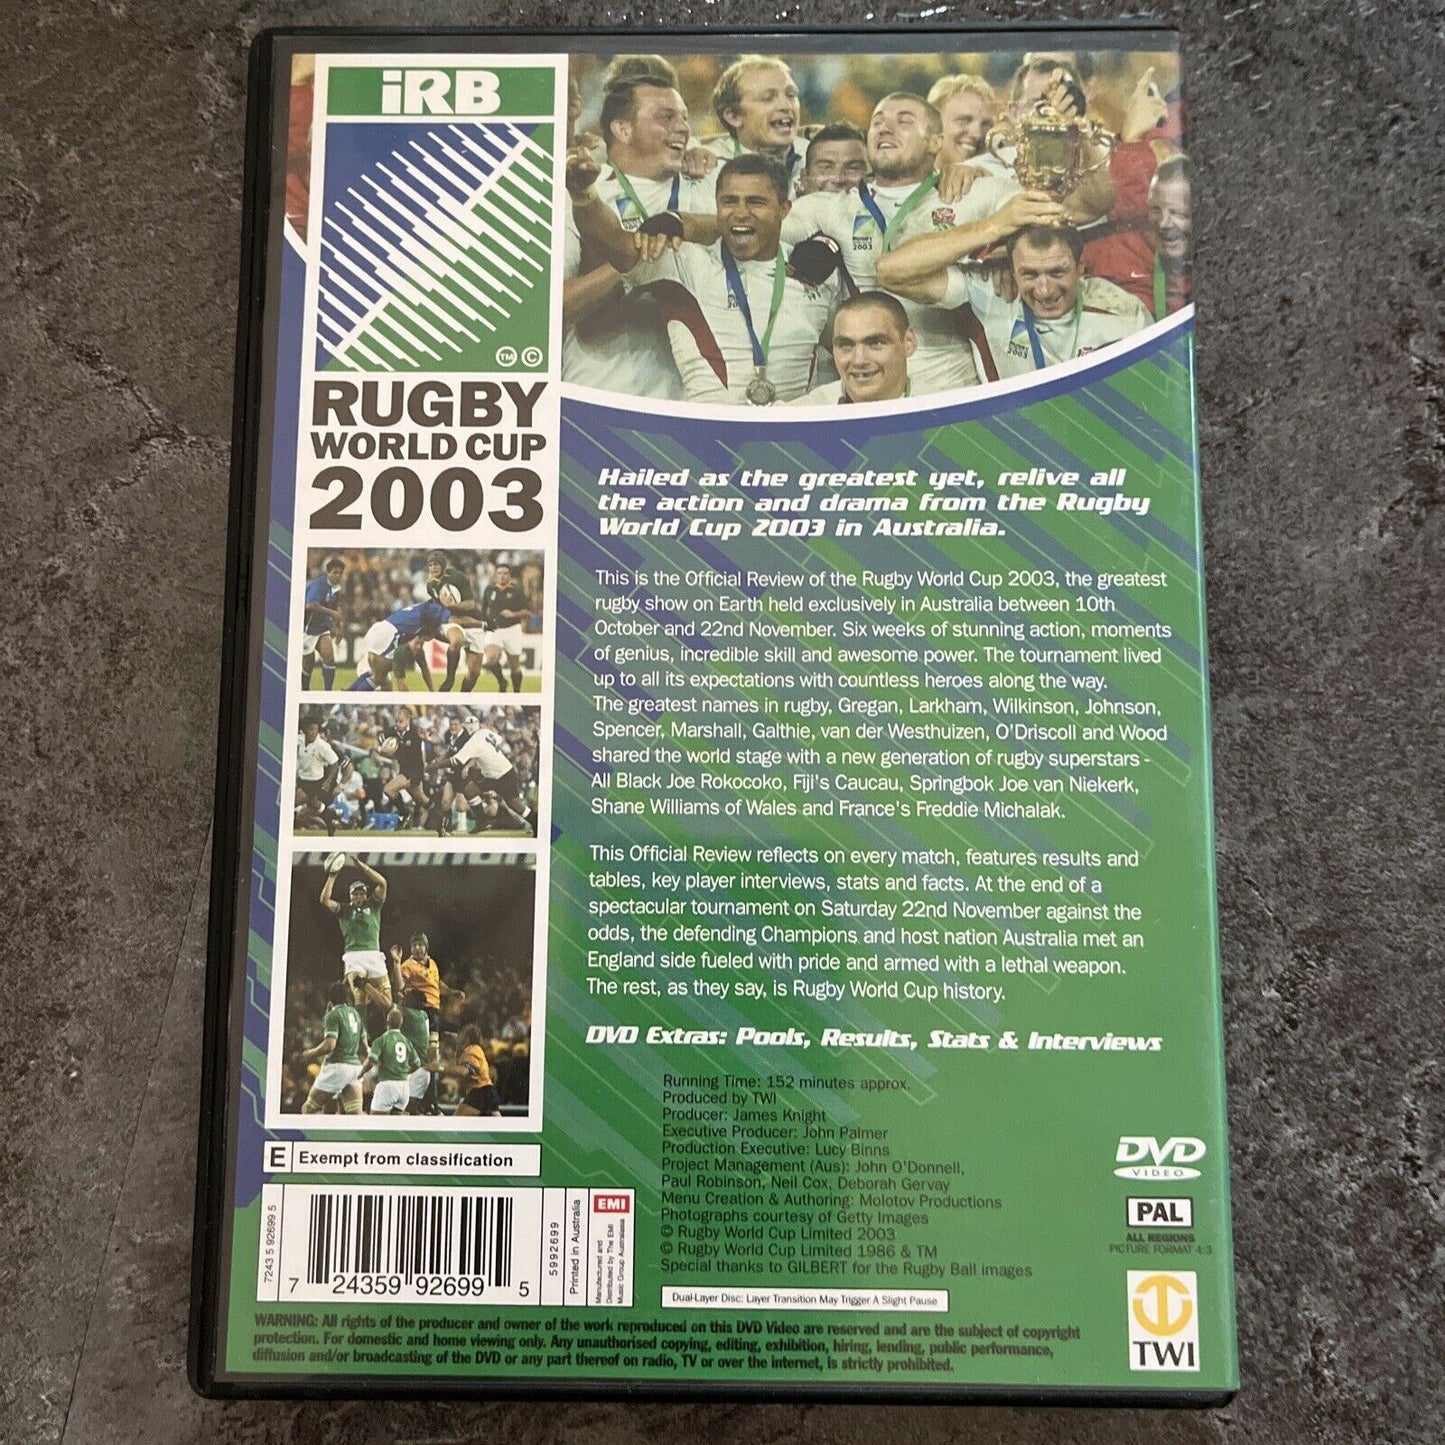 iRB
TM ©
RUGBY
WORLD CUP
2003
Hailed as the greatest yet, relive all
the action and drama from the Rugby
World Cup 2003 in Australia.
This is the Official Review of the Rugby World Cup 2003, the greatest
rugby show on Earth held exclusively in Australia between 10th
October and 22nd November. Six weeks of stunning action, moments
of genius, incredible skill and awesome power. The tournament lived
up to all its expectations with countless heroes along the way.
The greatest names in rugby, Gregan, Larkham, Wilkinson, Johnson,
Spencer, Marshall, Galthie, van der Westhuizen, O'Driscoll and Wood
shared the world stage with a new generation of rugby superstars -
All Black Joe Rokocoko, Fiji's Caucau, Springbok Joe van Niekerk,
Shane Williams of Wales and France's Freddie Michalak.
This Official Review reflects on every match, features results and
tables, key player interviews, stats and facts. At the end of a
spectacular tournament on Saturday 22nd November against the
odds, the defending Champions and host nation Australia met an
England side fueled with pride and armed with a lethal weapon.
The rest, as they say, is Rugby World Cup history.
DVD Extras: Pools, Results, Stats & Interviews
Running Time: 152 minutes approx.
Produced by TWI
Producer: James Knight
Executive Producer: John Palmer
Production Executive: Lucy Binns
Project Management (Aus): John O'Donnell,
Paul Robinson, Neil Cox, Deborah Gervay
Menu Creation & Authoring: Molotov Productions
Photographs courtesy of Getty Images
© Rugby World Cup Limited 2003
© Rugby World Cup Limited 1986 & TM
Special thanks to GILBERT for the Rugby Ball images
Dual-Layer Disc: Layer Transition May Trigger A Slight Pause
DVD
VIDEO
PAL
ALL REGIONS
PICTURE FORMAT 4:3
TWI
E Exempt from classification
7243 5 92699 5
7 24359 92699 5
5992699
Printed in Australia
EMI
Manufactured and
Distributed by The EMI
Music Group Australasia
WARNING: All rights of the producer and owner of the work reproduced on this DVD Video are reserved and are the subject of copyright
protection. For domestic and home viewing only. Any unauthorised copying, editing, exhibition, hiring, lending, public performance,
diffusion and/or broadcasting of the DVD or any part thereof on radio, TV or over the internet, is strictly prohibited.
9
RUGBY
2003